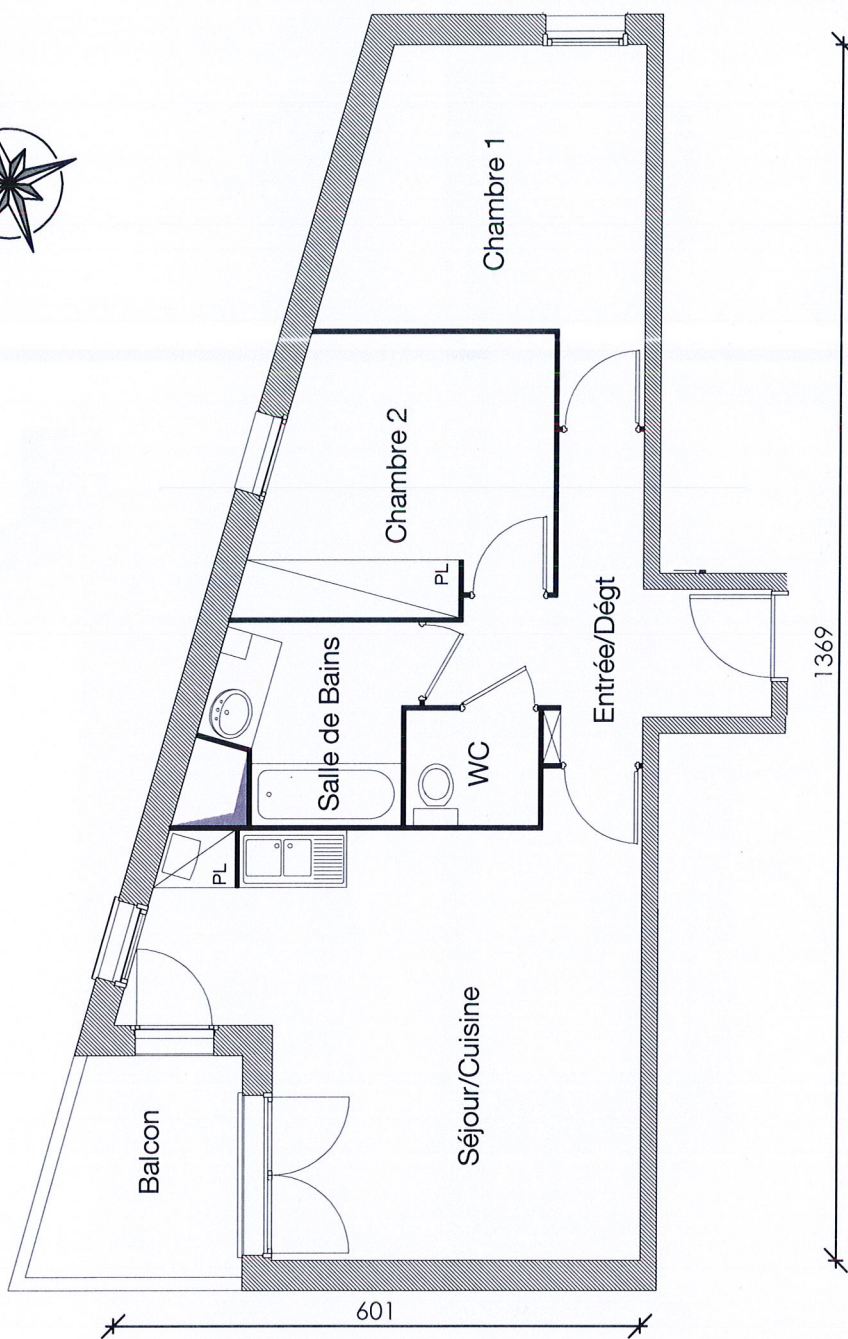 Chambre 1
Chambre 2
PL
Salle de Bains
WC
Entrée/Dégt
PL
Séjour/Cuisine
Balcon
1369
601